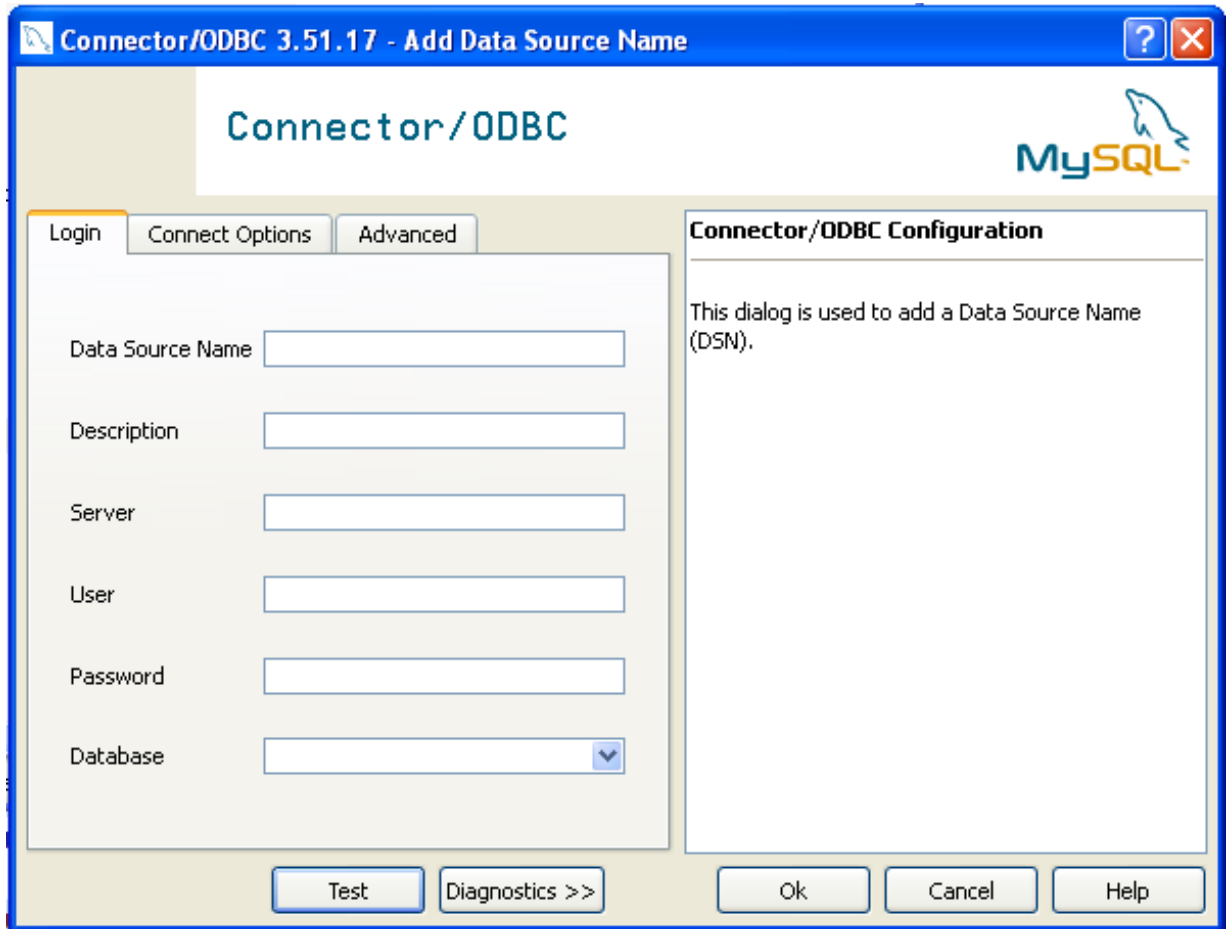 Connector/ODBC 3.51.17 - Add Data Source Name
Connector/ODBC
MySQL
Login
Connect Options
Advanced
Data Source Name
Description
Server
User
Password
Database
Connector/ODBC Configuration
This dialog is used to add a Data Source Name
(DSN).
Test
Diagnostics >>
Ok
Cancel
Help